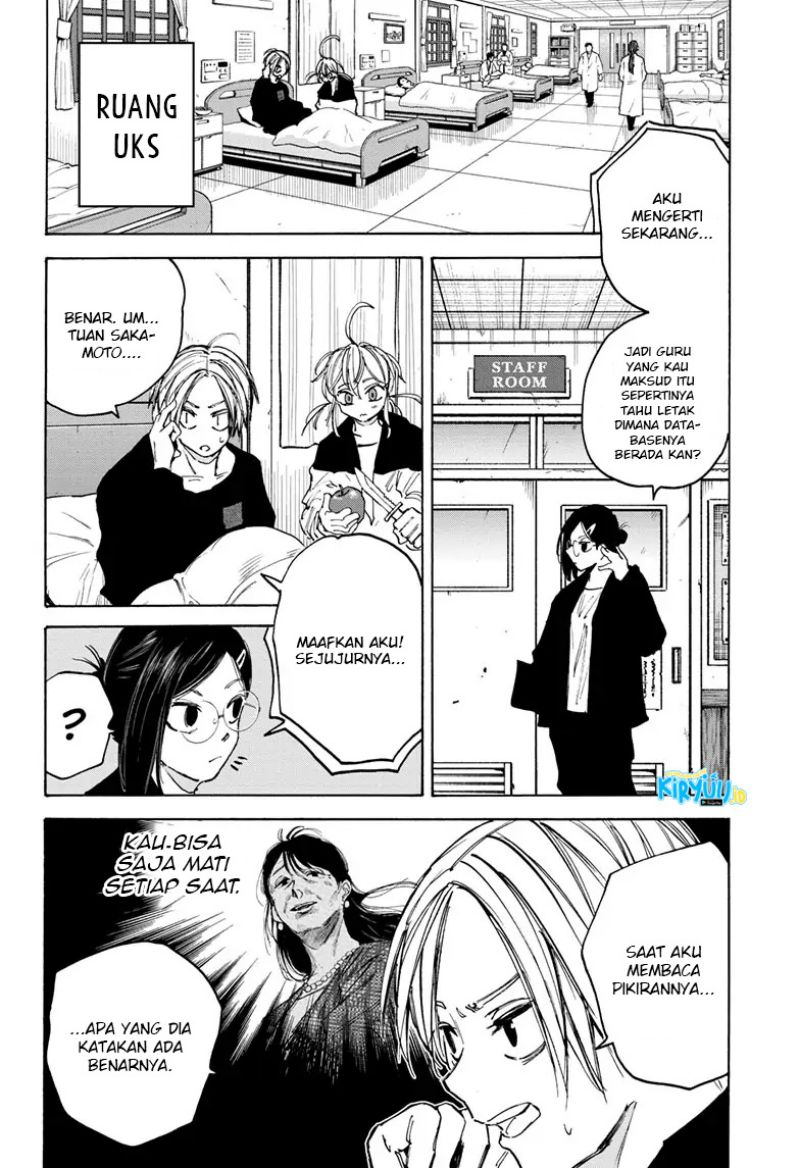 RUANG
UKS
AKU
MENGERTI
SEKARANG...
JADI GURU
YANG KAU
MAKSUD ITU
SEPERTINYA
TAHU LETAK
DIMANA DATA-
BASENYA
BERADA KAN?
STAFF
ROOM
BENAR. UM...
TUAN SAKA-
MOTO....
MAAFKAN AKU!
SEJUJURNYA...
?
KiRYUU.iD
KAU BISA
SAJA MATI
SETIAP SAAT.
SAAT AKU
MEMBACA
PIKIRANNYA...
...APA YANG DIA
KATAKAN ADA
BENARNYA.